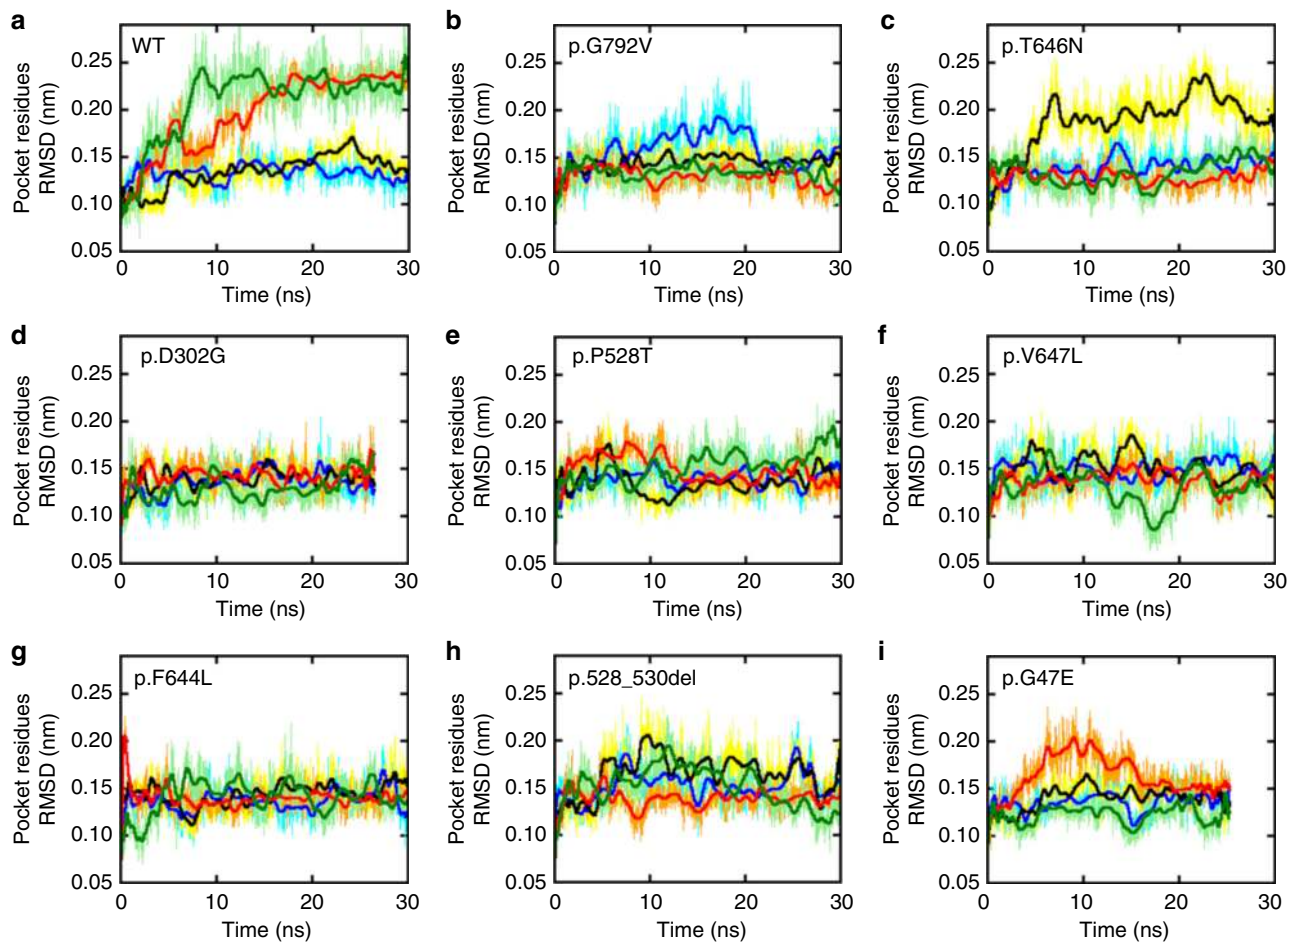 a
b
c
WT
p.G792V
p.T646N
Pocket residues
RMSD (nm)
0.25
0.20
0.15
0.10
0.05
0 10 20 30
Time (ns)
Pocket residues
RMSD (nm)
0.25
0.20
0.15
0.10
0.05
10 20 30
Time (ns)
Pocket residues
RMSD (nm)
0.25
0.20
0.15
0.10
0.05
0 10 20 30
Time (ns)
d
e
f
p.D302G
p.P528T
p.V647L
Pocket residues
RMSD (nm)
0.25
0.20
0.15
0.10
0.05
0 10 20 30
Time (ns)
Pocket residues
RMSD (nm)
0.25
0.20
0.15
0.10
0.05
0 10 20 30
Time (ns)
Pocket residues
RMSD (nm)
0.25
0.20
0.15
0.10
0.05
0 10 20 30
Time (ns)
g
h
i
p.F644L
p.528_530del
p.G47E
Pocket residues
RMSD (nm)
0.25
0.20
0.15
0.10
0.05
0 10 20 30
Time (ns)
Pocket residues
RMSD (nm)
0.25
0.20
0.15
0.10
0.05
0 10 20 30
Time (ns)
Pocket residues
RMSD (nm)
0.25
0.20
0.15
0.10
0.05
0 10 20 30
Time (ns)